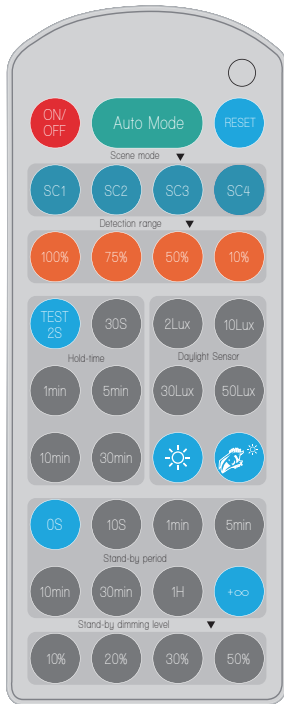 ON/
OFF
Auto Mode
RESET
Scene mode ▼
SC1 SC2 SC3 SC4
Detection range ▼
100% 75% 50% 10%
TEST
2S
30S
2Lux 10Lux
Hold-time
Daylight Sensor
1min 5min
30Lux 50Lux
10min 30min
0S 10S 1min 5min
Stand-by period
10min 30min 1H +∞
Stand-by dimming level ▼
10% 20% 30% 50%